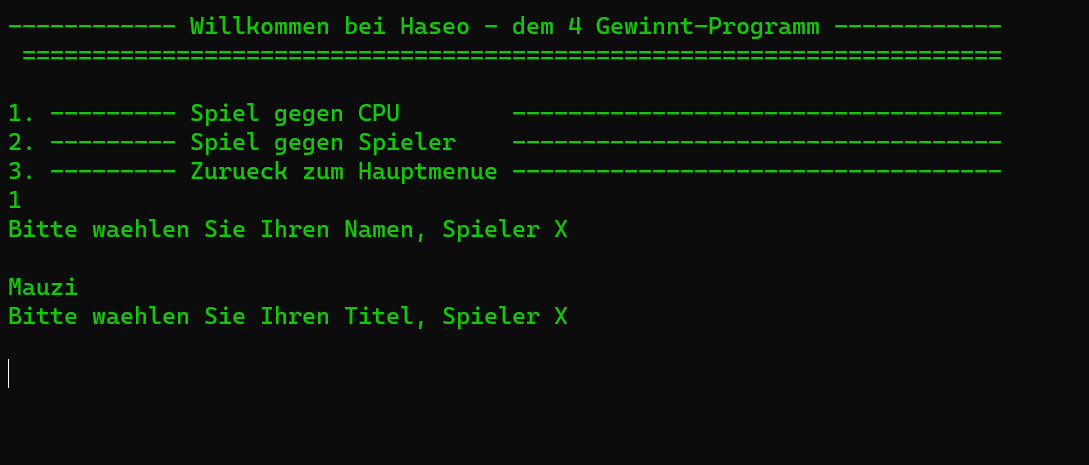 ------------ Willkommen bei Haseo - dem 4 Gewinnt-Programm ------------
======================================================================
1. --------- Spiel gegen CPU        -----------------------------------
2. --------- Spiel gegen Spieler    -----------------------------------
3. --------- Zurueck zum Hauptmenue -----------------------------------
1
Bitte waehlen Sie Ihren Namen, Spieler X
Mauzi
Bitte waehlen Sie Ihren Titel, Spieler X